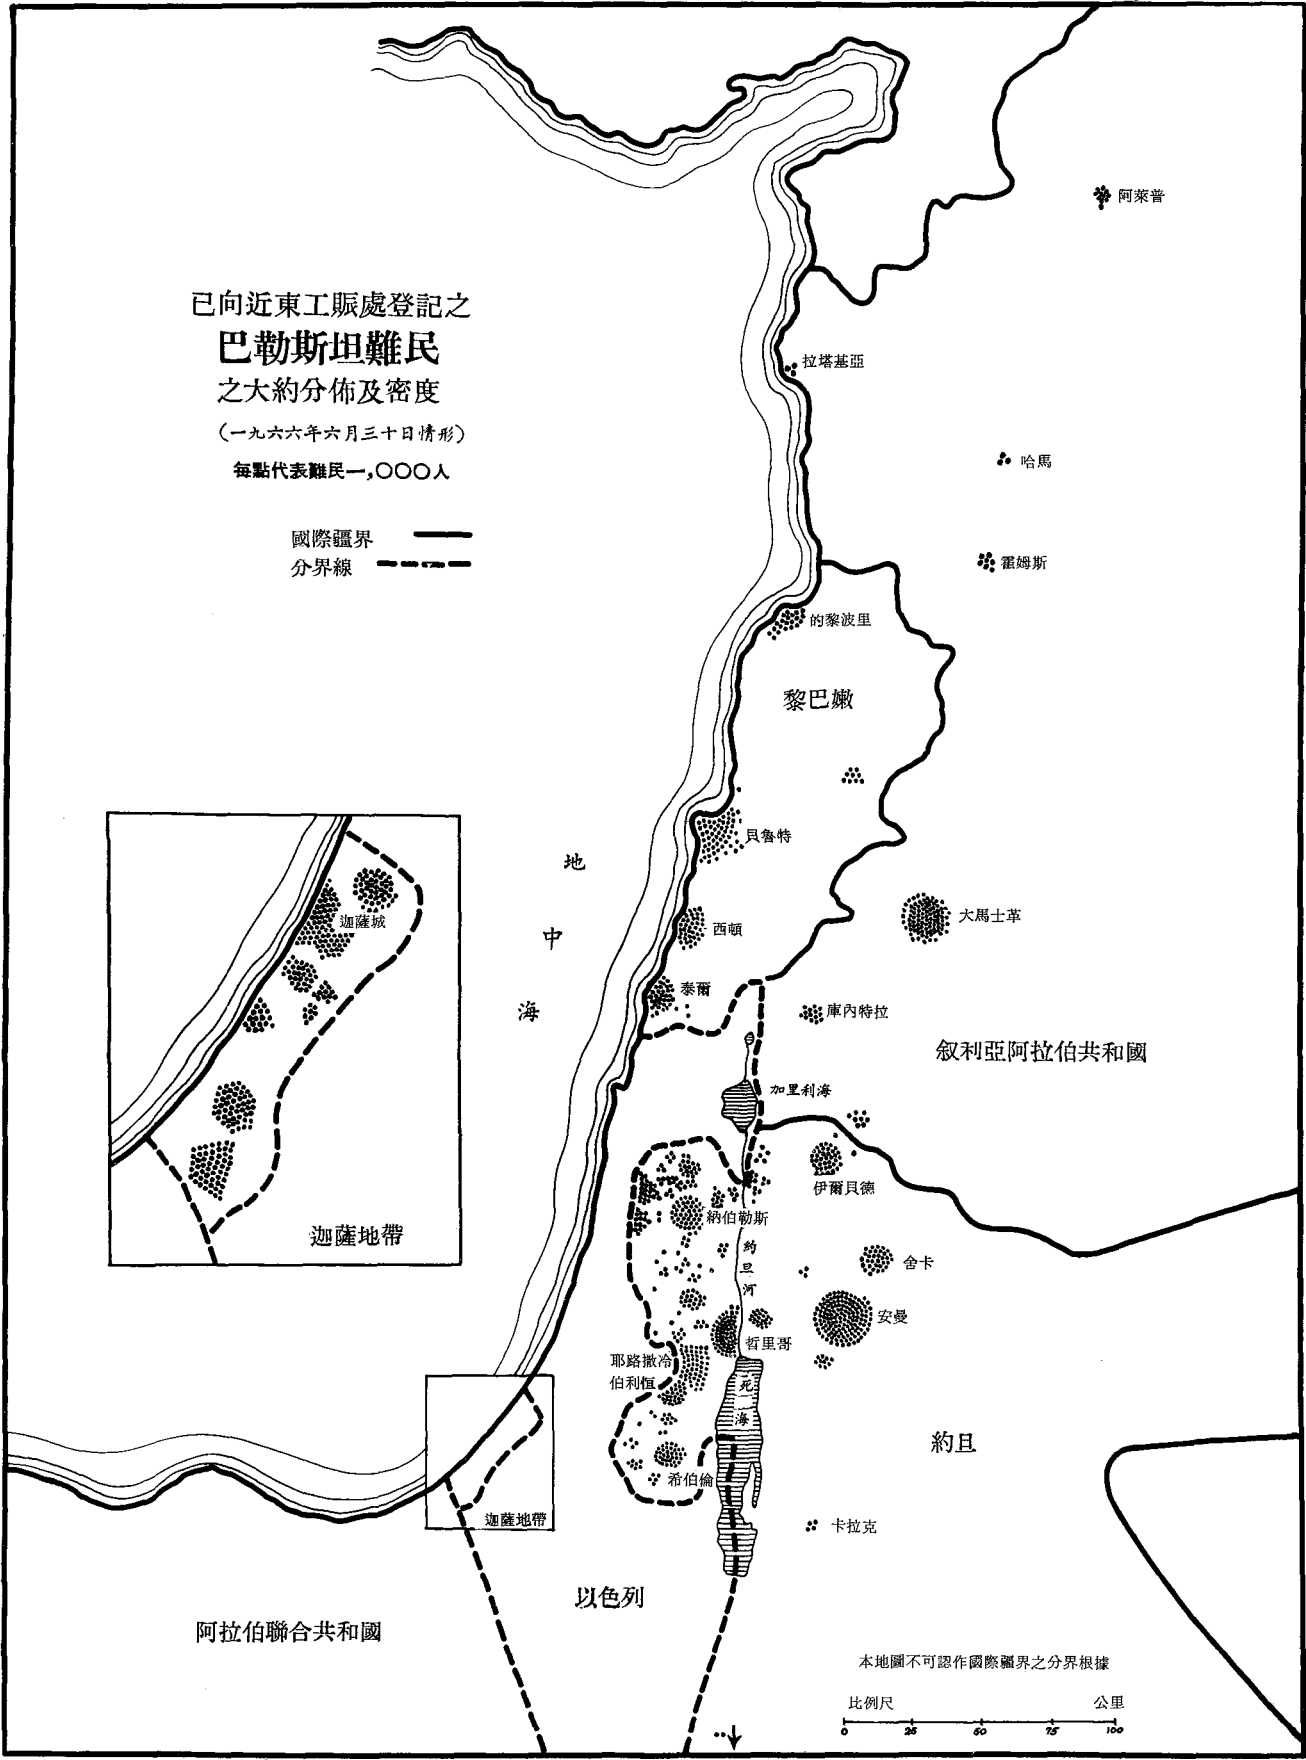 已向近東工賑處登記之
巴勒斯坦難民
之大約分佈及密度
(一九六六年六月三十日情形)
每點代表難民一,〇〇〇人
國際疆界
分界線
阿萊普
拉塔基亞
哈馬
霍姆斯
的黎波里
黎巴嫩
貝魯特
地中海
西頓
大馬士革
泰爾
庫內特拉
叙利亞阿拉伯共和國
加里利海
伊爾貝德
納伯勒斯
約旦河
舍卡
安曼
哲里哥
耶路撒冷
伯利恒
死海
希伯倫
約旦
卡拉克
迦薩城
迦薩地帶
迦薩地帶
以色列
阿拉伯聯合共和國
本地圖不可認作國際疆界之分界根據
比例尺 公里
0 25 50 75 100